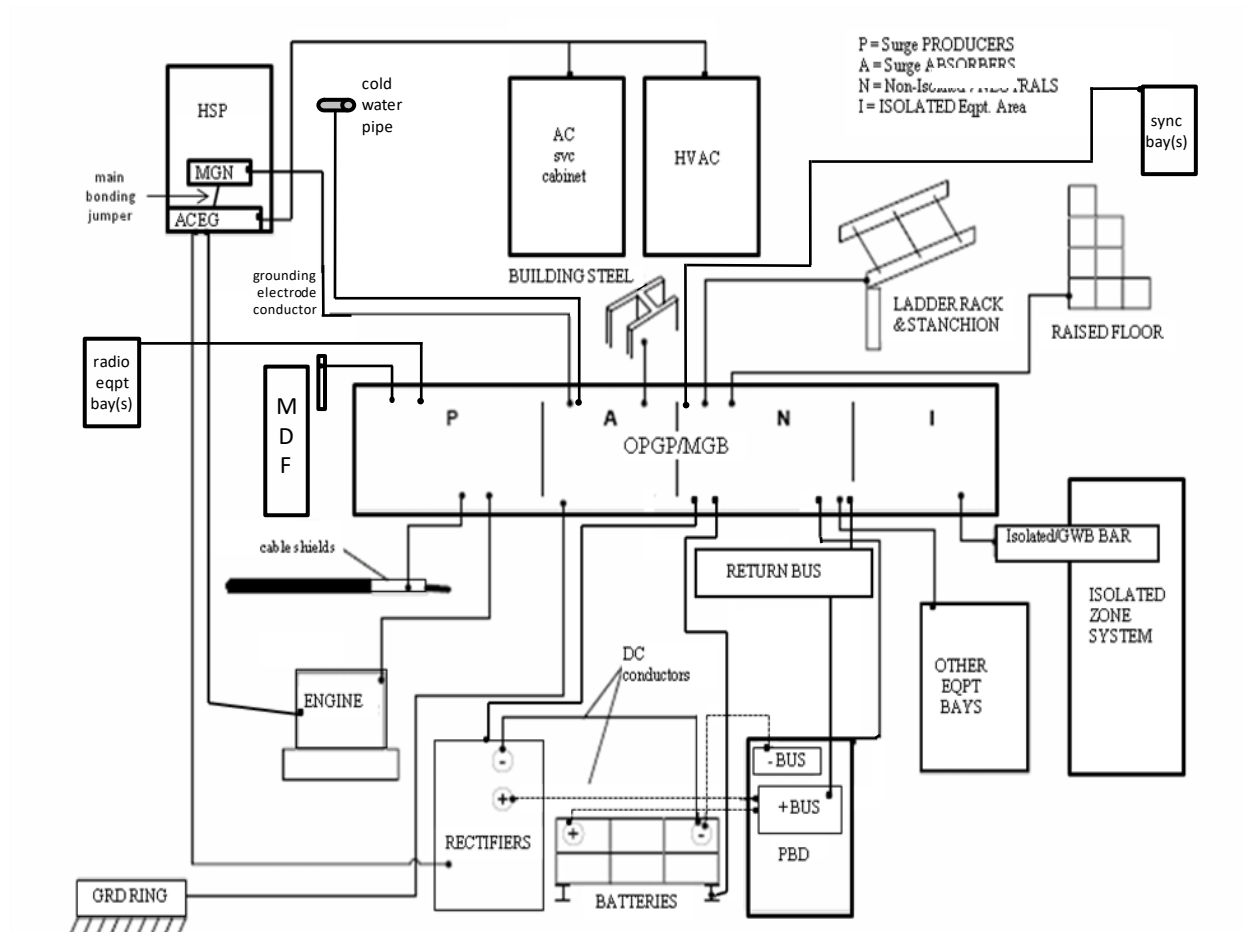 P = Surge PRODUCERS
A = Surge ABSORBERS
N = Non-Isolated / NEUTRALS
I = ISOLATED Eqpt. Area
sync
bay(s)
HSP
cold
water
pipe
AC
svc
cabinet
HVAC
MGN
main
bonding
jumper
ACEG
BUILDING STEEL
grounding
electrode
conductor
LADDER RACK
& STANCHION
RAISED FLOOR
radio
eqpt
bay(s)
M
D
F
P
A
N
I
OPGP/MGB
cable shields
Isolated/GWB BAR
RETURN BUS
ISOLATED
ZONE
SYSTEM
DC
conductors
OTHER
EQPT
BAYS
ENGINE
-
- BUS
+
+ BUS
RECTIFIERS
+
-
PBD
GRD RING
BATTERIES